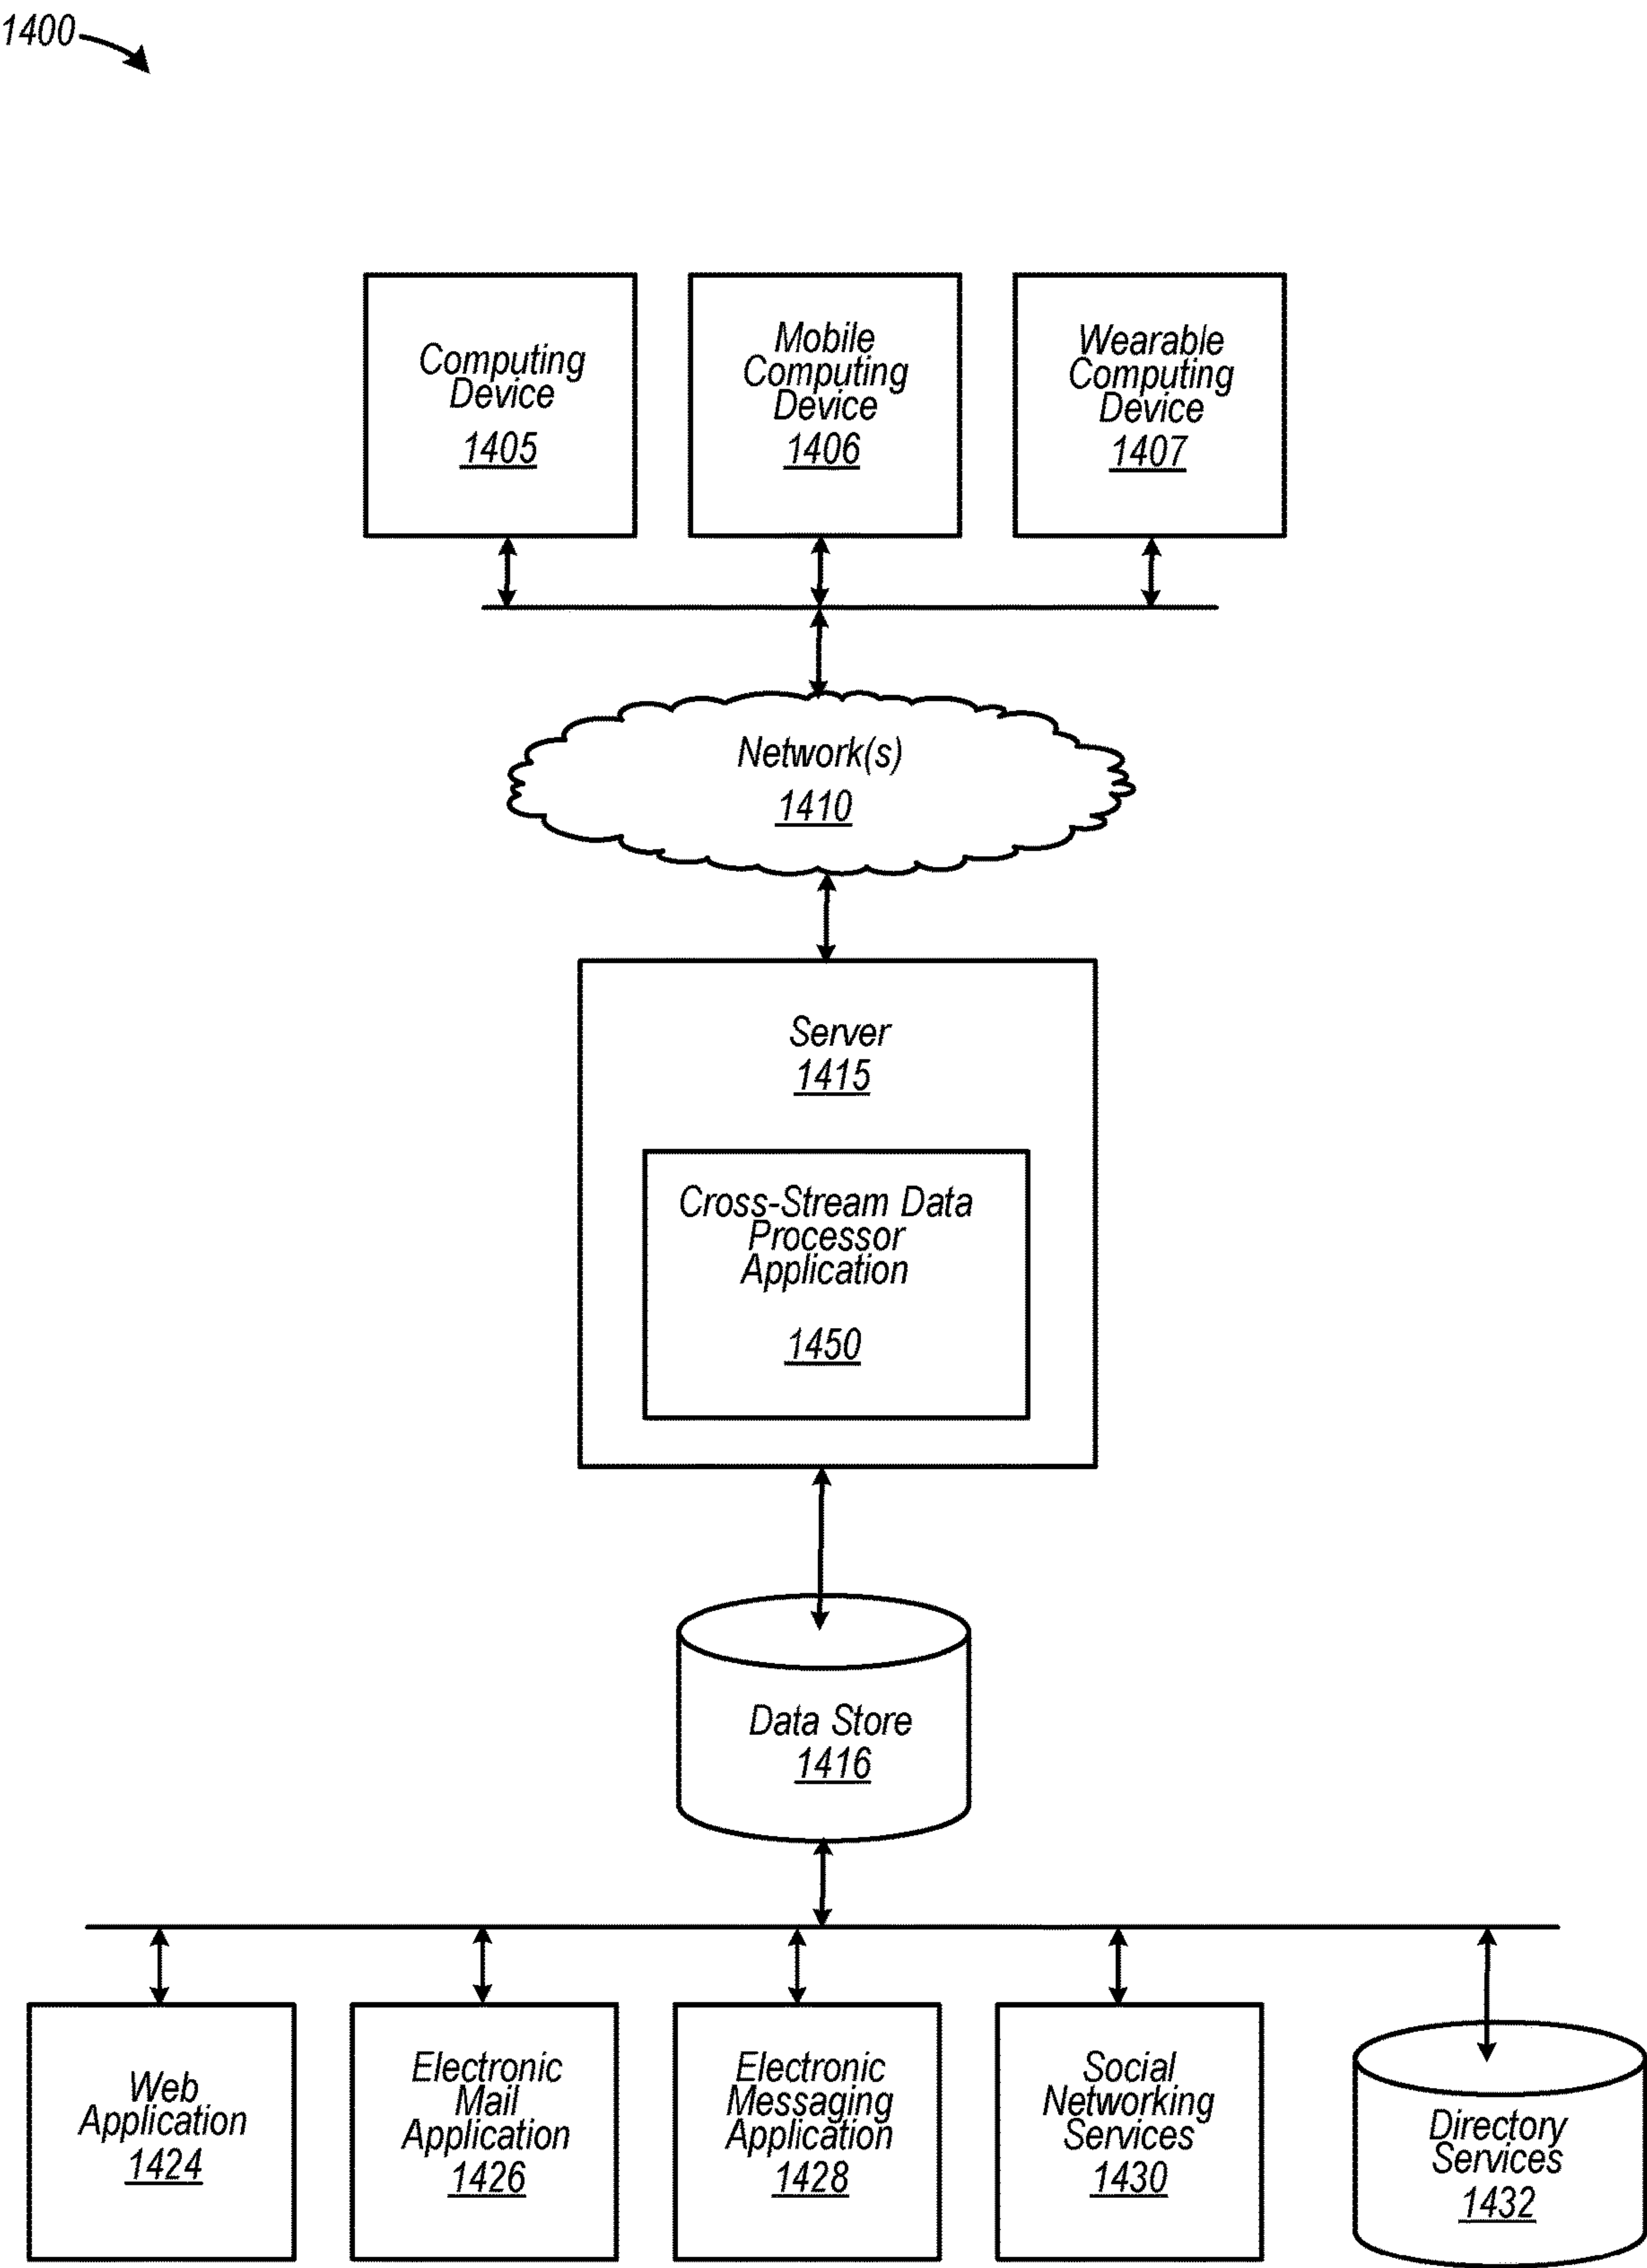 1400
Computing
Device
1405
Mobile
Computing
Device
1406
Wearable
Computing
Device
1407
Network(s)
1410
Server
1415
Cross-Stream Data
Processor
Application
1450
Data Store
1416
Web
Application
1424
Electronic
Mail
Application
1426
Electronic
Messaging
Application
1428
Social
Networking
Services
1430
Directory
Services
1432